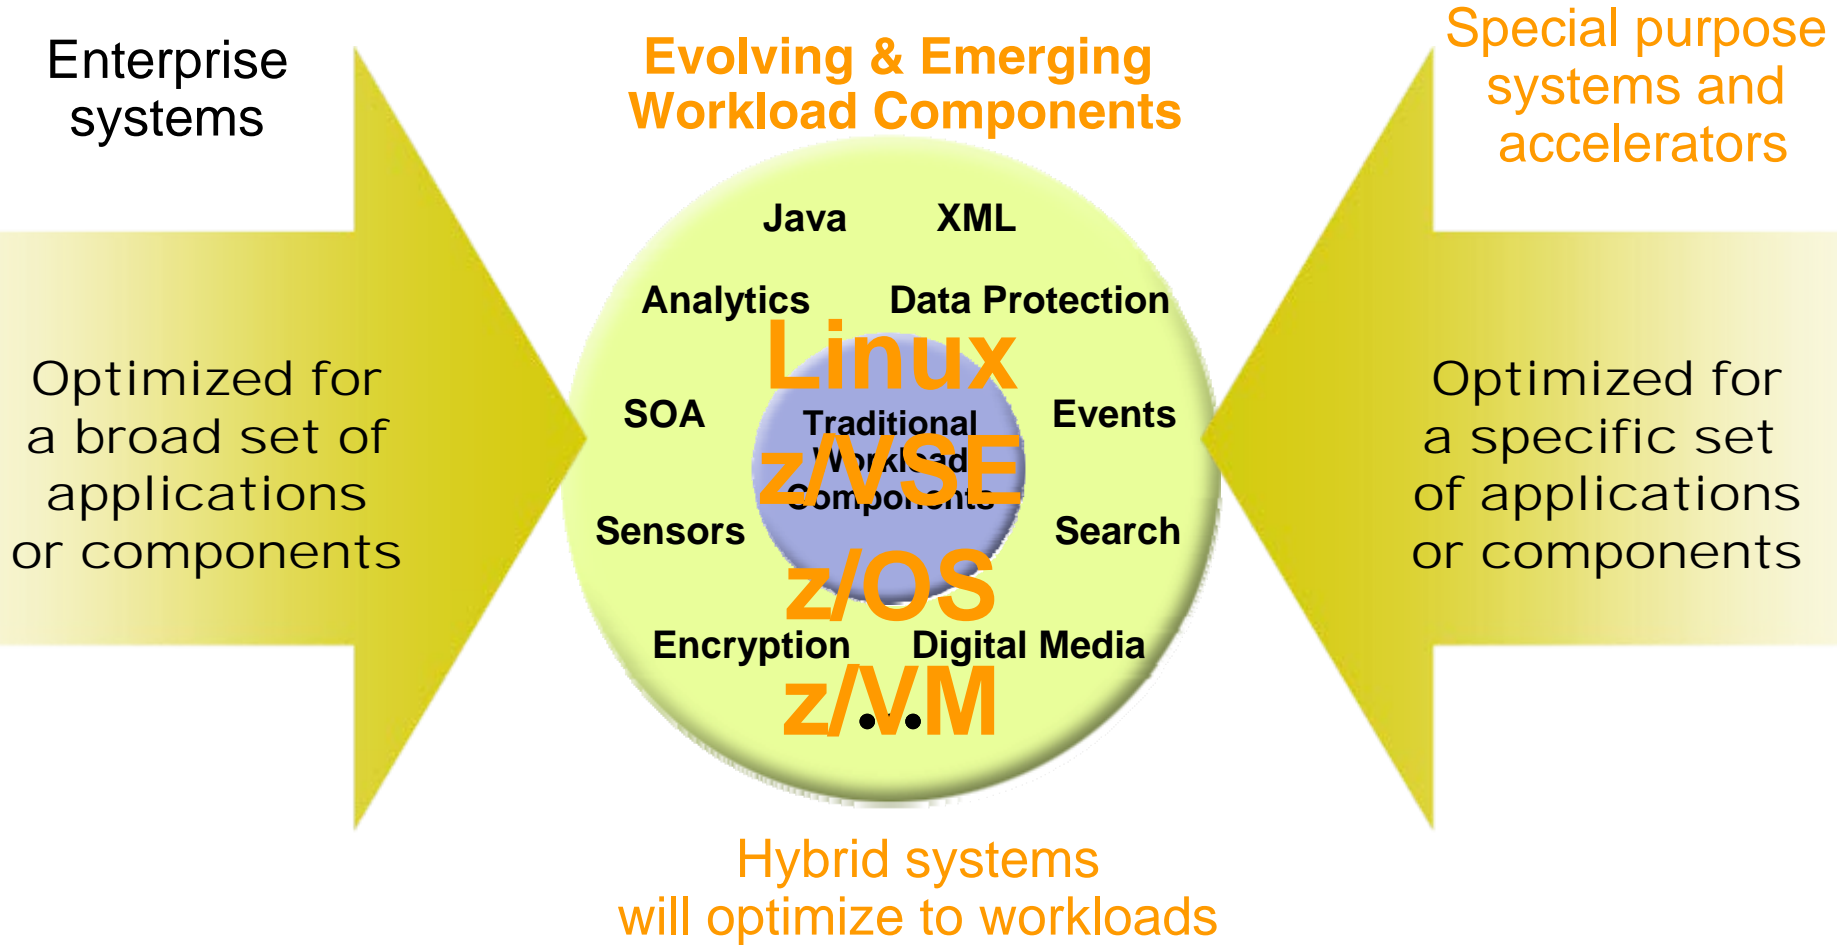 Enterprise
systems
Evolving & Emerging
Workload Components
Special purpose
systems and
accelerators
Java XML
Analytics Data Protection
Linux
Optimized for
a broad set of
applications
or components
SOA
Traditional
Workload
Components
Events
z/VSE
Sensors
Search
z/OS
Encryption Digital Media
z/VM
...
Optimized for
a specific set
of applications
or components
Hybrid systems
will optimize to workloads